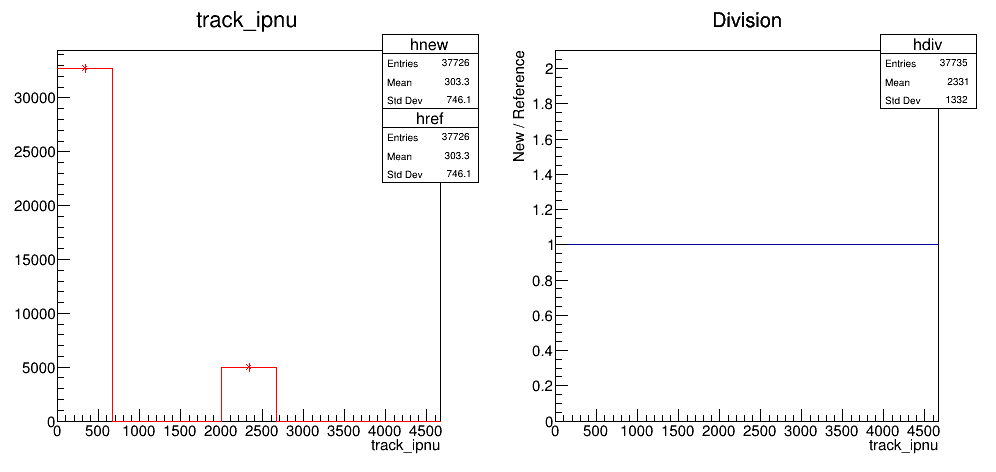 track_ipnu
hnew
Entries 37726
Mean 303.3
Std Dev 746.1
href
Entries 37726
Mean 303.3
Std Dev 746.1
30000
25000
20000
15000
10000
5000
0
0 500 1000 1500 2000 2500 3000 3500 4000 4500
track_ipnu
Division
hdiv
Entries 37735
Mean 2331
Std Dev 1332
New / Reference
2
1.8
1.6
1.4
1.2
1
0.8
0.6
0.4
0.2
0
0 500 1000 1500 2000 2500 3000 3500 4000 4500
track_ipnu